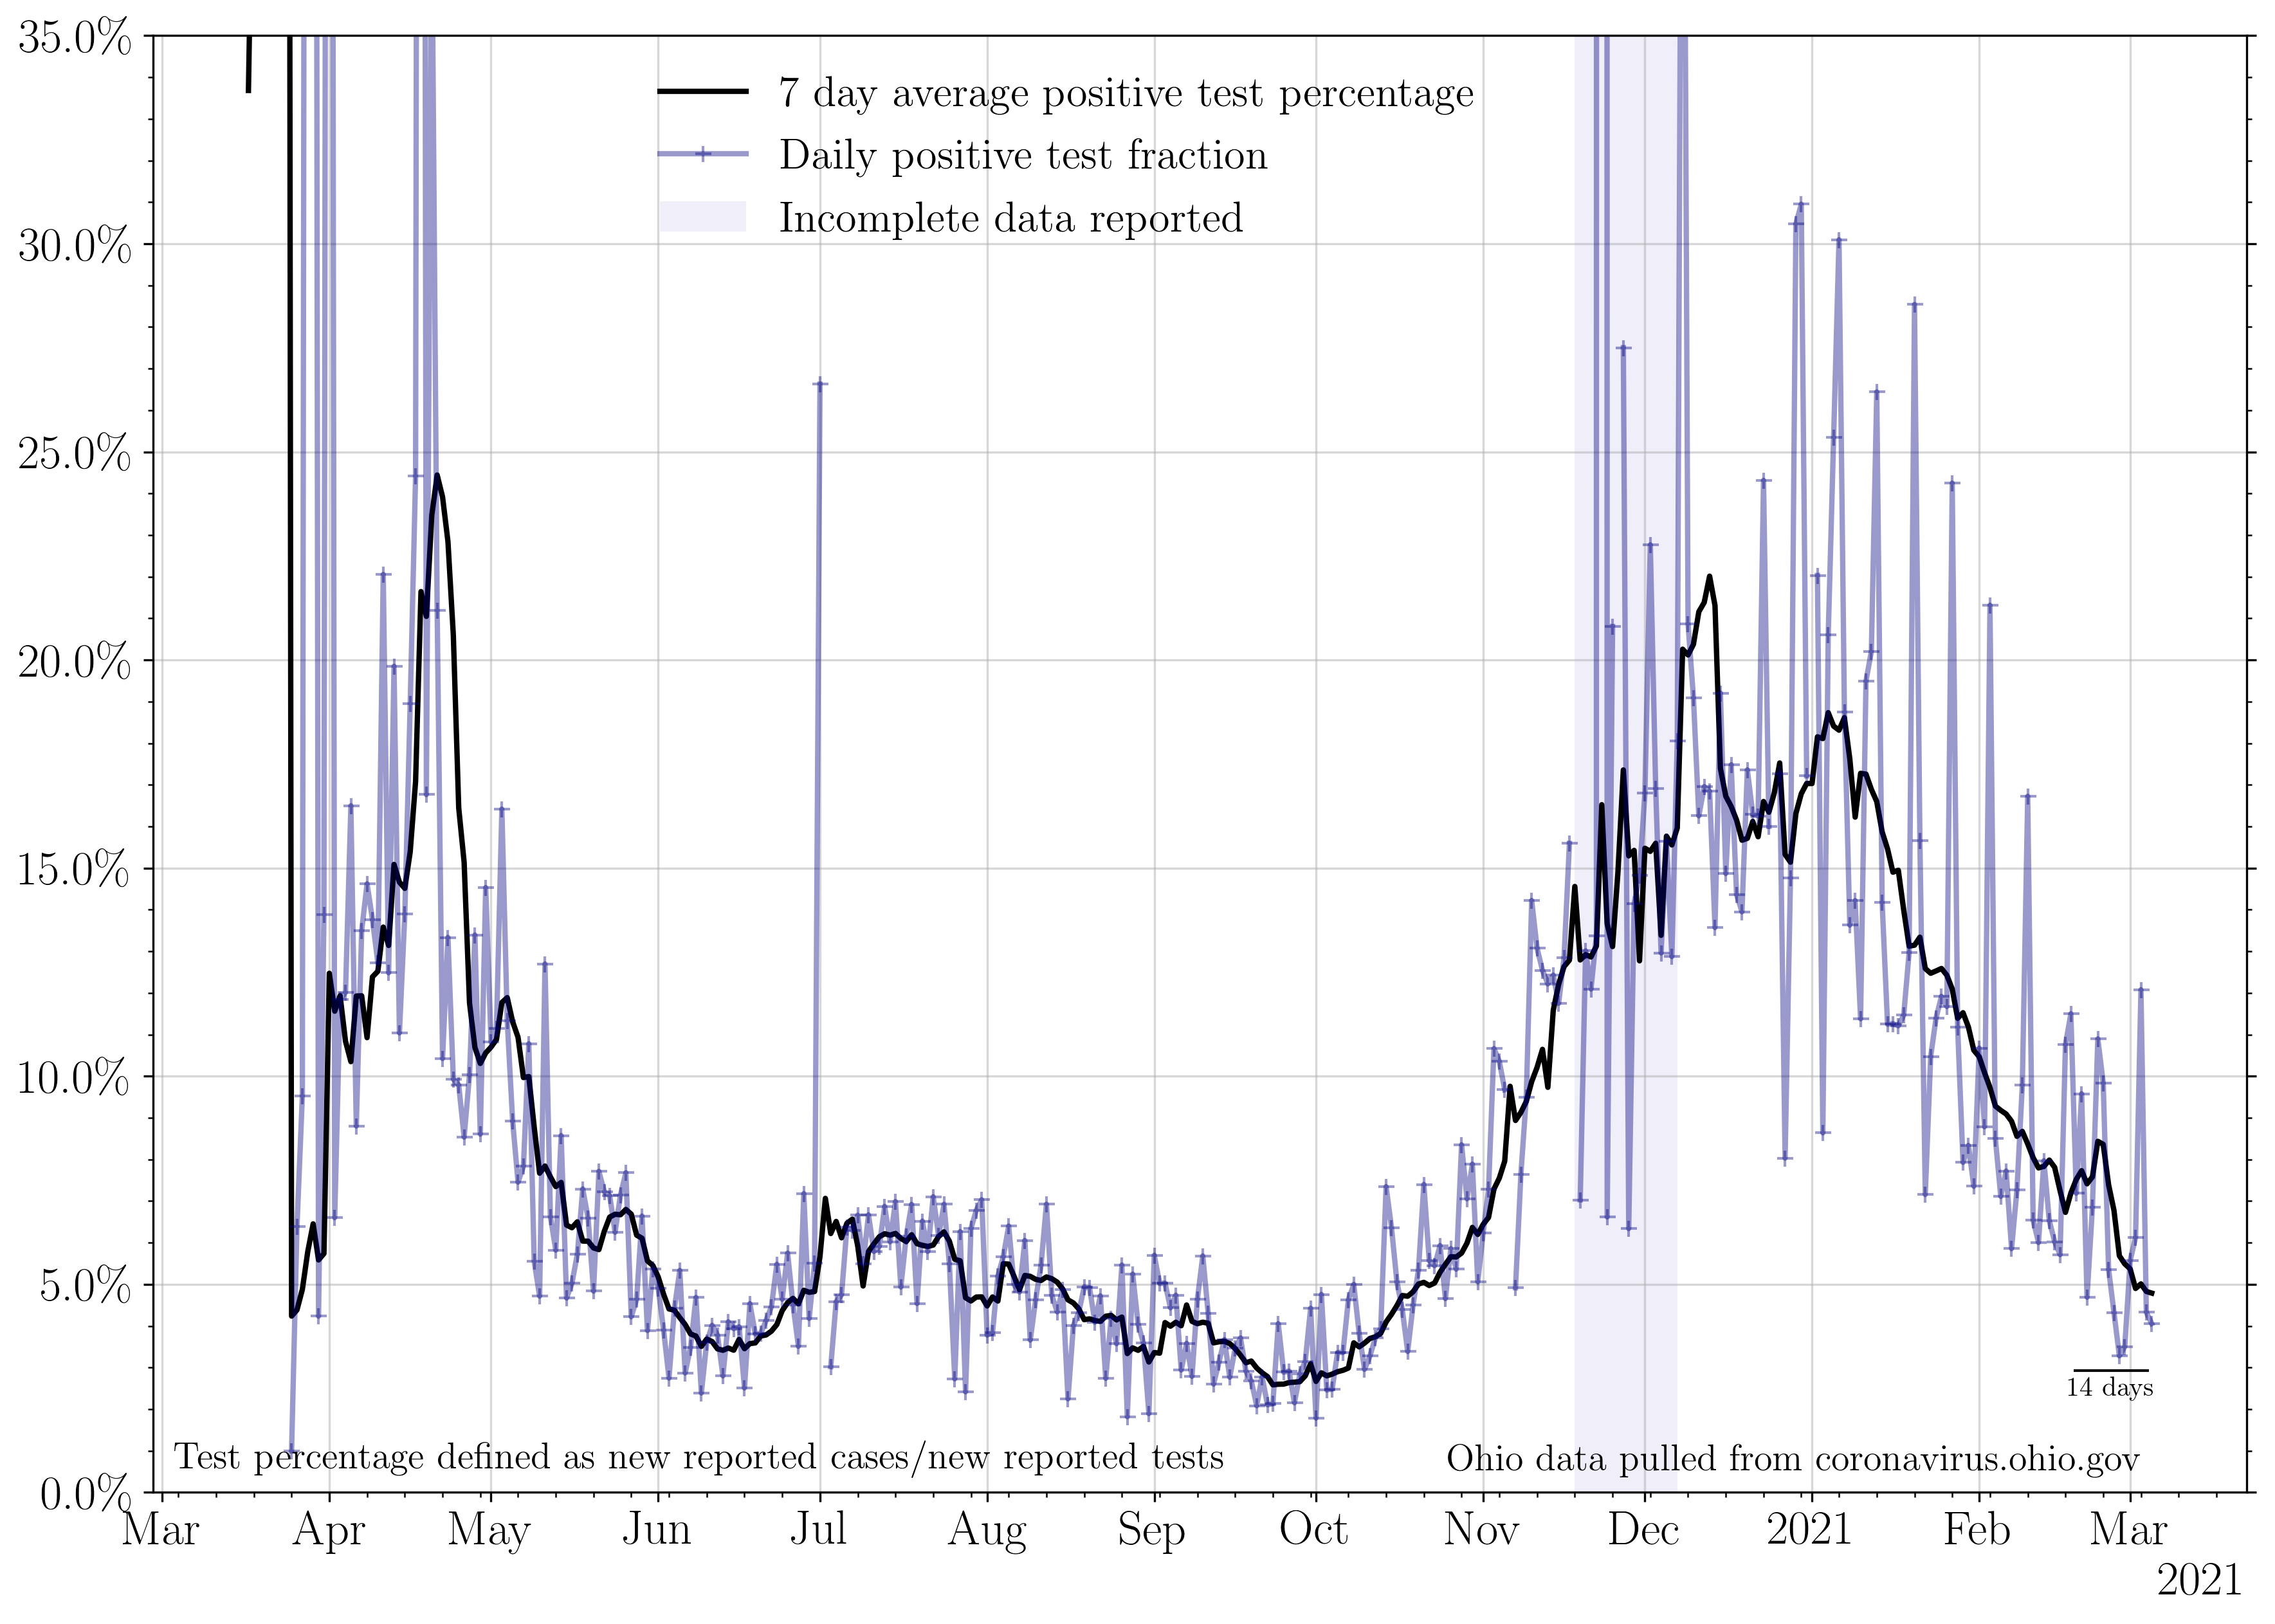 35.0%
30.0%
25.0%
20.0%
15.0%
10.0%
5.0%
0.0%
7 day average positive test percentage
Daily positive test fraction
Incomplete data reported
14 days
Test percentage defined as new reported cases/new reported tests
Ohio data pulled from coronavirus.ohio.gov
Mar Apr May Jun Jul Aug Sep Oct Nov Dec 2021 Feb Mar
2021